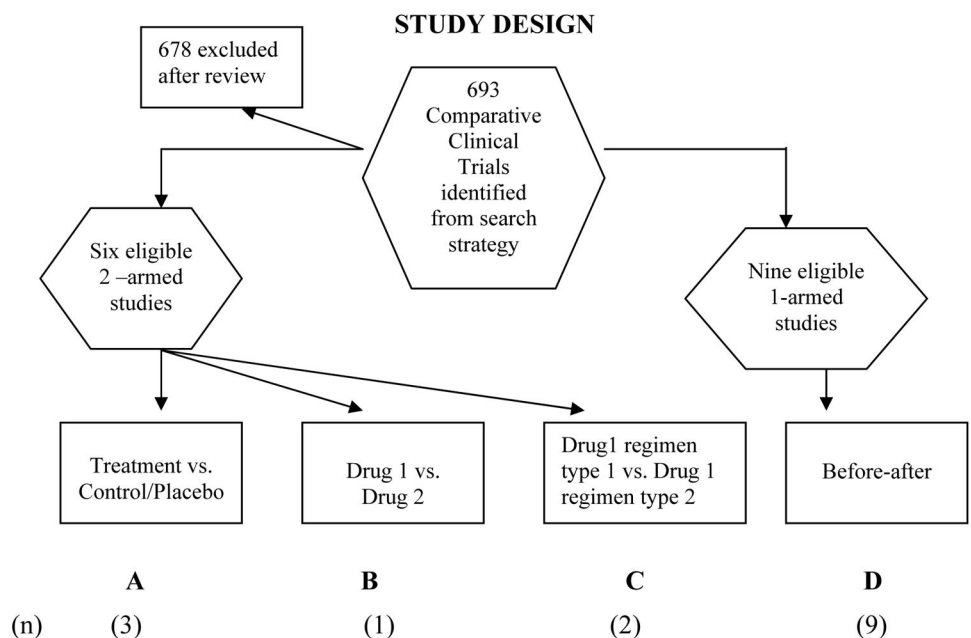 STUDY DESIGN
678 excluded
after review
693
Comparative
Clinical
Trials
identified
from search
strategy
Six eligible
2 –armed
studies
Nine eligible
1-armed
studies
Treatment vs.
Control/Placebo
Drug 1 vs.
Drug 2
Drug1 regimen
type 1 vs. Drug 1
regimen type 2
Before-after
A B C D
(n) (3) (1) (2) (9)